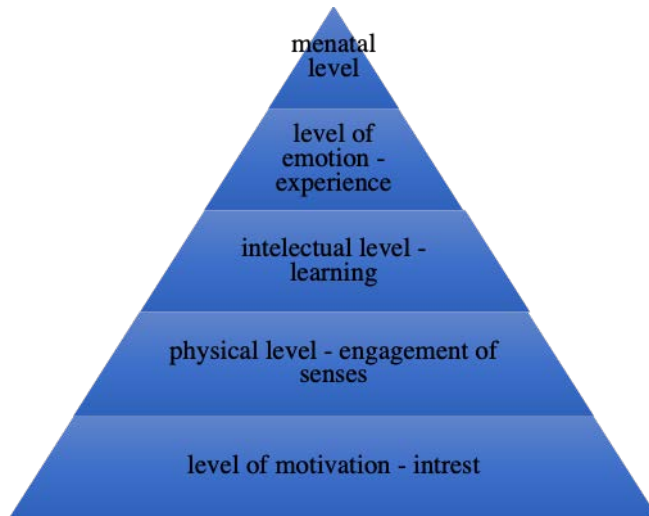 menatal
level
level of
emotion -
experience
intelectual level -
learning
physical level - engagement of
senses
level of motivation - intrest